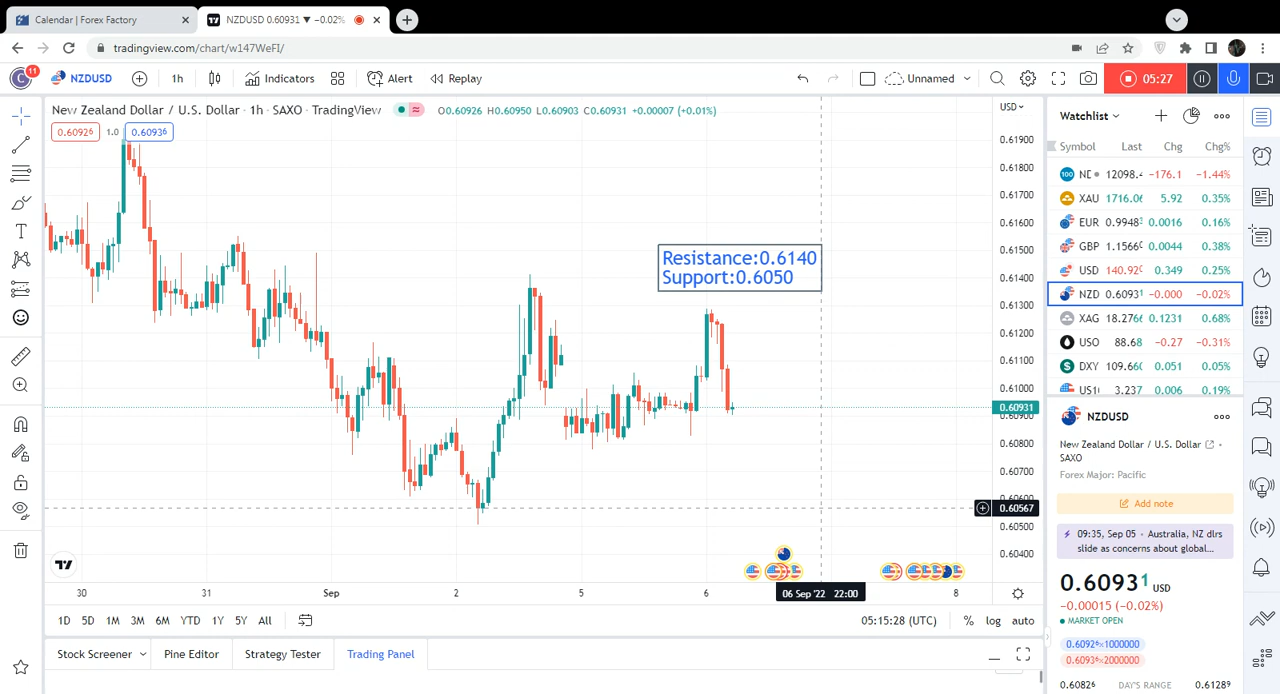 Calendar | Forex Factory
NZDUSD 0.60931 ▼ −0.02%
tradingview.com/chart/w147WeFI/
C 11 NZDUSD 1h Indicators Alert Replay Unnamed 05:27
New Zealand Dollar / U.S. Dollar · 1h · SAXO · TradingView O0.60926 H0.60950 L0.60903 C0.60931 +0.00007 (+0.01%)
0.60926 1.0 0.60936
USD
0.61900
0.61800
0.61700
0.61600
0.61500
0.61400
0.61300
0.61200
0.61100
0.61000
0.60931
0.60900
0.60800
0.60700
0.60600
0.60567
0.60500
0.60400
Resistance:0.6140
Support:0.6050
30 31 Sep 2 5 6 06 Sep '22 22:00 8
1D 5D 1M 3M 6M YTD 1Y 5Y All 05:15:28 (UTC) % log auto
Stock Screener Pine Editor Strategy Tester Trading Panel
Watchlist
Symbol Last Chg Chg%
100 NE 12098.4 −176.1 −1.44%
XAU 1716.06 5.92 0.35%
EUR 0.9948² 0.0016 0.16%
GBP 1.1566 0.0044 0.38%
USD 140.92 0.349 0.25%
NZD 0.6093¹ −0.000 −0.02%
XAG 18.2766 0.1231 0.68%
USO 88.68 −0.27 −0.31%
DXY 109.66 0.051 0.05%
US1 3.237 0.006 0.19%
NZDUSD
New Zealand Dollar / U.S. Dollar ·
SAXO
Forex Major: Pacific
Add note
09:35, Sep 05 · Australia, NZ dlrs
slide as concerns about global...
0.6093¹ USD
−0.00015 (−0.02%)
MARKET OPEN
0.6092⁶×1000000
0.6093⁶×2000000
0.6082⁶ DAY'S RANGE 0.6128⁹